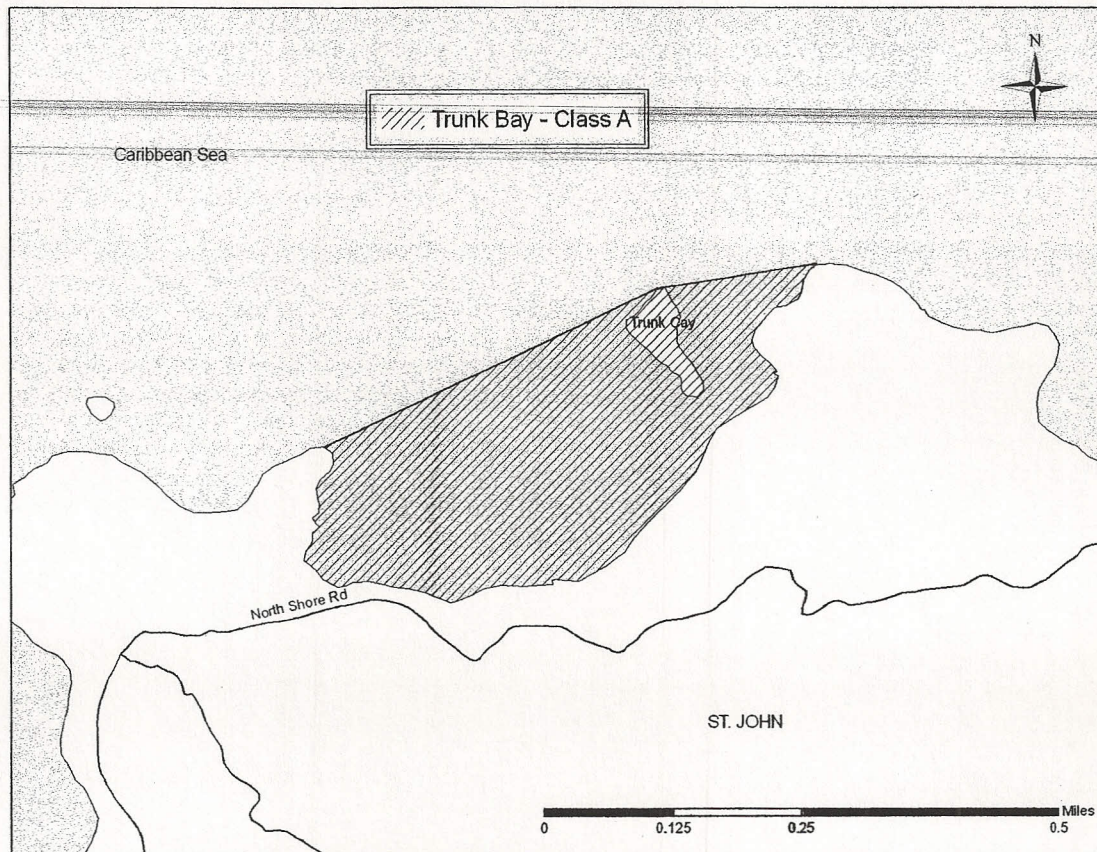 N
Trunk Bay - Class A
Caribbean Sea
Trunk Cay
North Shore Rd
ST. JOHN
Miles
0 0.125 0.25 0.5